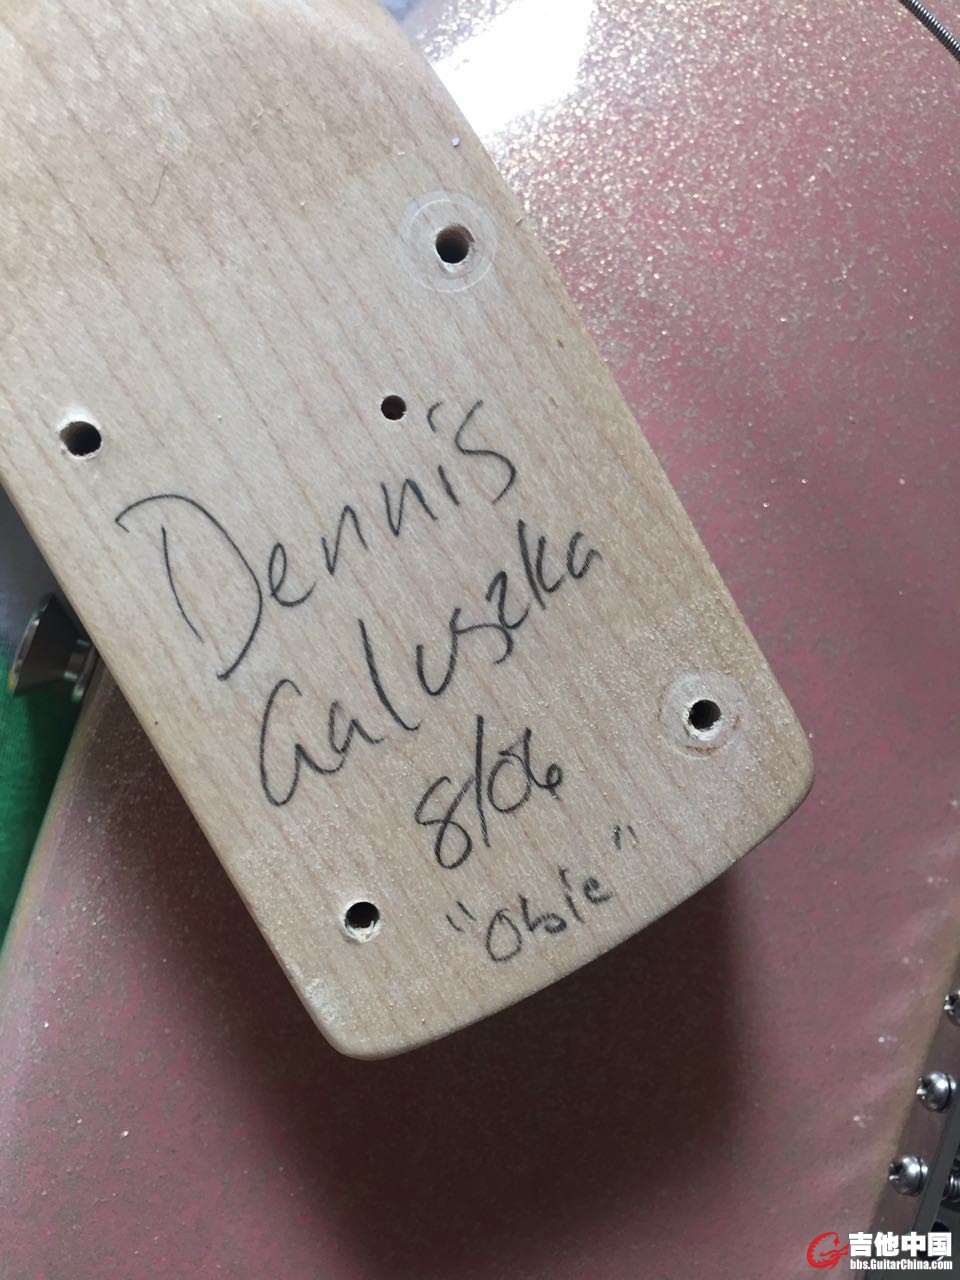 Dennis
Galuszka
8/06
"Obie"
吉他中国
bbs.GuitarChina.com